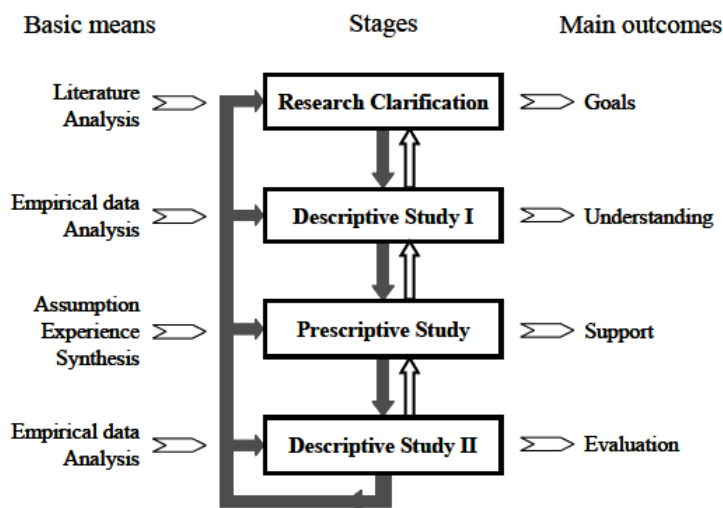 Basic means
Stages
Main outcomes
Literature
Analysis
Research Clarification
Goals
Empirical data
Analysis
Descriptive Study I
Understanding
Assumption
Experience
Synthesis
Prescriptive Study
Support
Empirical data
Analysis
Descriptive Study II
Evaluation